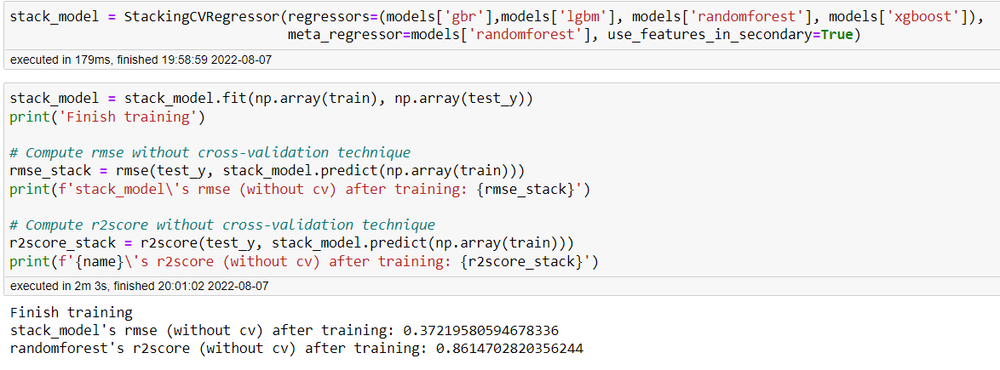 stack_model = StackingCVRegressor(regressors=(models['gbr'],models['lgbm'], models['randomforest'], models['xgboost']),
meta_regressor=models['randomforest'], use_features_in_secondary=True)
executed in 179ms, finished 19:58:59 2022-08-07
stack_model = stack_model.fit(np.array(train), np.array(test_y))
print('Finish training')
# Compute rmse without cross-validation technique
rmse_stack = rmse(test_y, stack_model.predict(np.array(train)))
print(f'stack_model\'s rmse (without cv) after training: {rmse_stack}')
# Compute r2score without cross-validation technique
r2score_stack = r2score(test_y, stack_model.predict(np.array(train)))
print(f'{name}\'s r2score (without cv) after training: {r2score_stack}')
executed in 2m 3s, finished 20:01:02 2022-08-07
Finish training
stack_model's rmse (without cv) after training: 0.37219580594678336
randomforest's r2score (without cv) after training: 0.8614702820356244